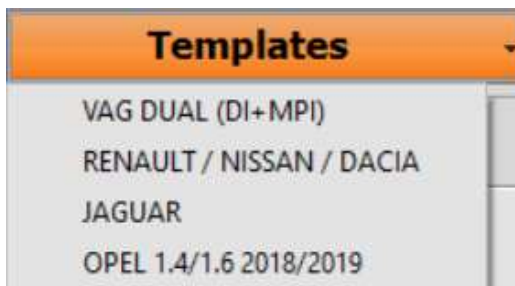 Templates
VAG DUAL (DI+MPI)
RENAULT / NISSAN / DACIA
JAGUAR
OPEL 1.4/1.6 2018/2019